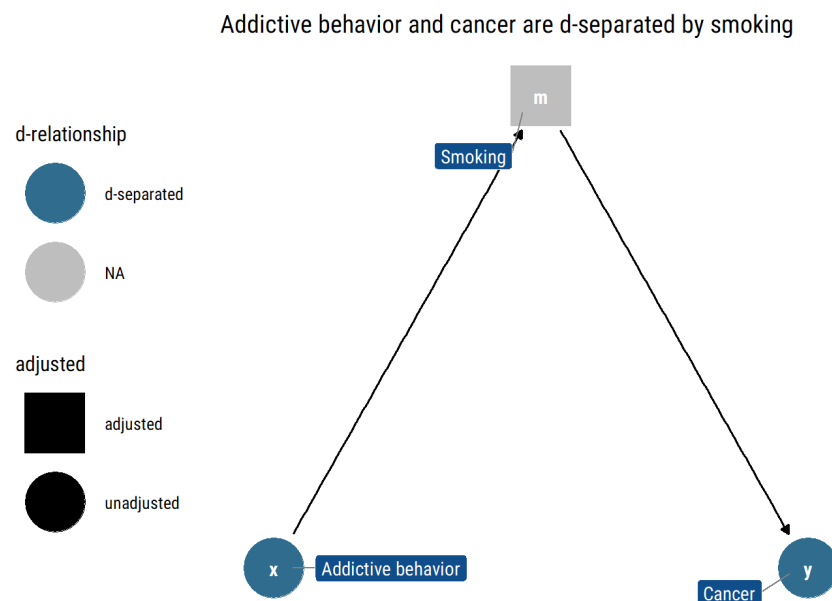 Addictive behavior and cancer are d-separated by smoking
m
Smoking
d-relationship
d-separated
NA
adjusted
adjusted
unadjusted
x
Addictive behavior
y
Cancer